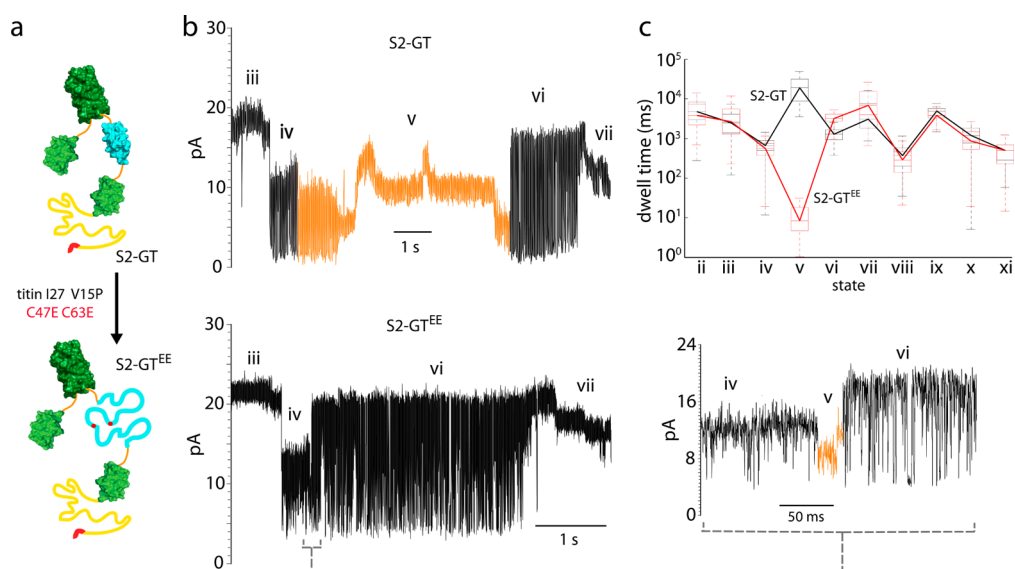 a
S2-GT
titin I27 V15P
C47E C63E
S2-GT^EE
b
S2-GT
30
20
10
0
pA
iii
iv
v
vi
vii
1 s
S2-GT^EE
30
20
10
0
pA
iii
iv
vi
vii
1 s
c
10^5
10^4
10^3
10^2
10^1
10^0
dwell time (ms)
S2-GT
S2-GT^EE
ii iii iv v vi vii viii ix x xi
state
24
16
8
0
pA
iv
v
vi
50 ms